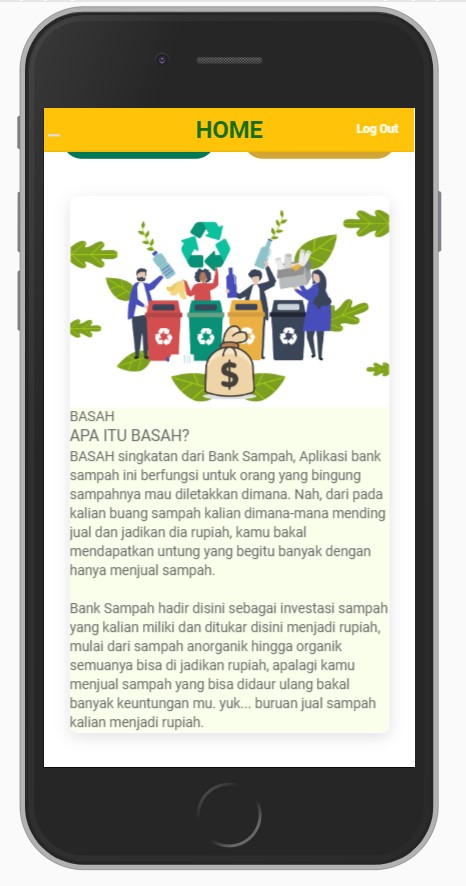 HOME
Log Out
$
BASAH
APA ITU BASAH?
BASAH singkatan dari Bank Sampah, Aplikasi bank
sampah ini berfungsi untuk orang yang bingung
sampahnya mau diletakkan dimana. Nah, dari pada
kalian buang sampah kalian dimana-mana mending
jual dan jadikan dia rupiah, kamu bakal
mendapatkan untung yang begitu banyak dengan
hanya menjual sampah.
Bank Sampah hadir disini sebagai investasi sampah
yang kalian miliki dan ditukar disini menjadi rupiah,
mulai dari sampah anorganik hingga organik
semuanya bisa di jadikan rupiah, apalagi kamu
menjual sampah yang bisa didaur ulang bakal
banyak keuntungan mu. yuk... buruan jual sampah
kalian menjadi rupiah.